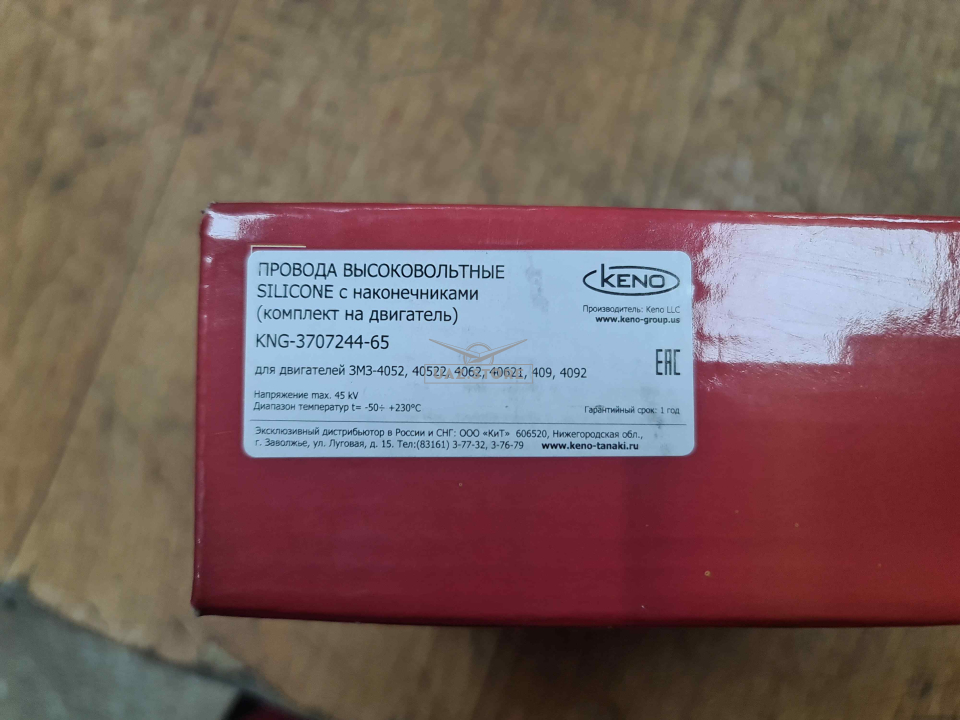 ПРОВОДА ВЫСОКОВОЛЬТНЫЕ
SILICONE с наконечниками
(комплект на двигатель)
KNG-3707244-65
KENO
Производитель: Keno LLC
www.keno-group.us
EAC
для двигателей ЗМЗ-4052, 40522, 4062, 40621, 409, 4092
Напряжение max. 45 kV
Диапазон температур t= -50÷ +230°C
Гарантийный срок: 1 год
Эксклюзивный дистрибьютор в России и СНГ: ООО «КиТ» 606520, Нижегородская обл.,
г. Заволжье, ул. Луговая, д. 15. Тел:(83161) 3-77-32, 3-76-79 www.keno-tanaki.ru